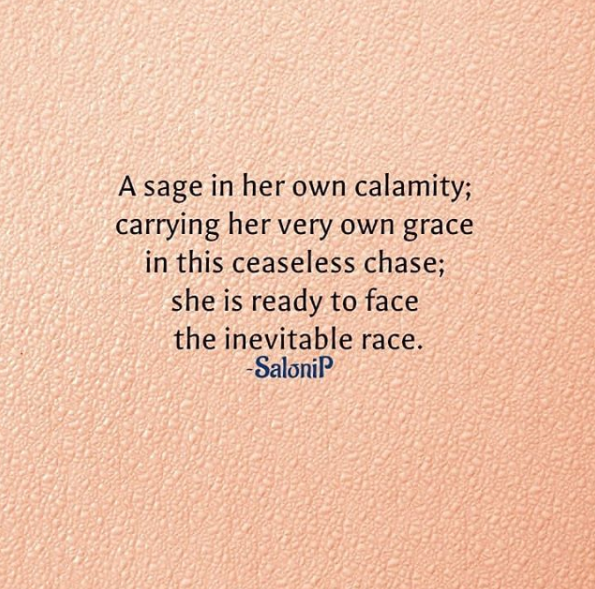 A sage in her own calamity;
carrying her very own grace
in this ceaseless chase;
she is ready to face
the inevitable race.
-SaloniP